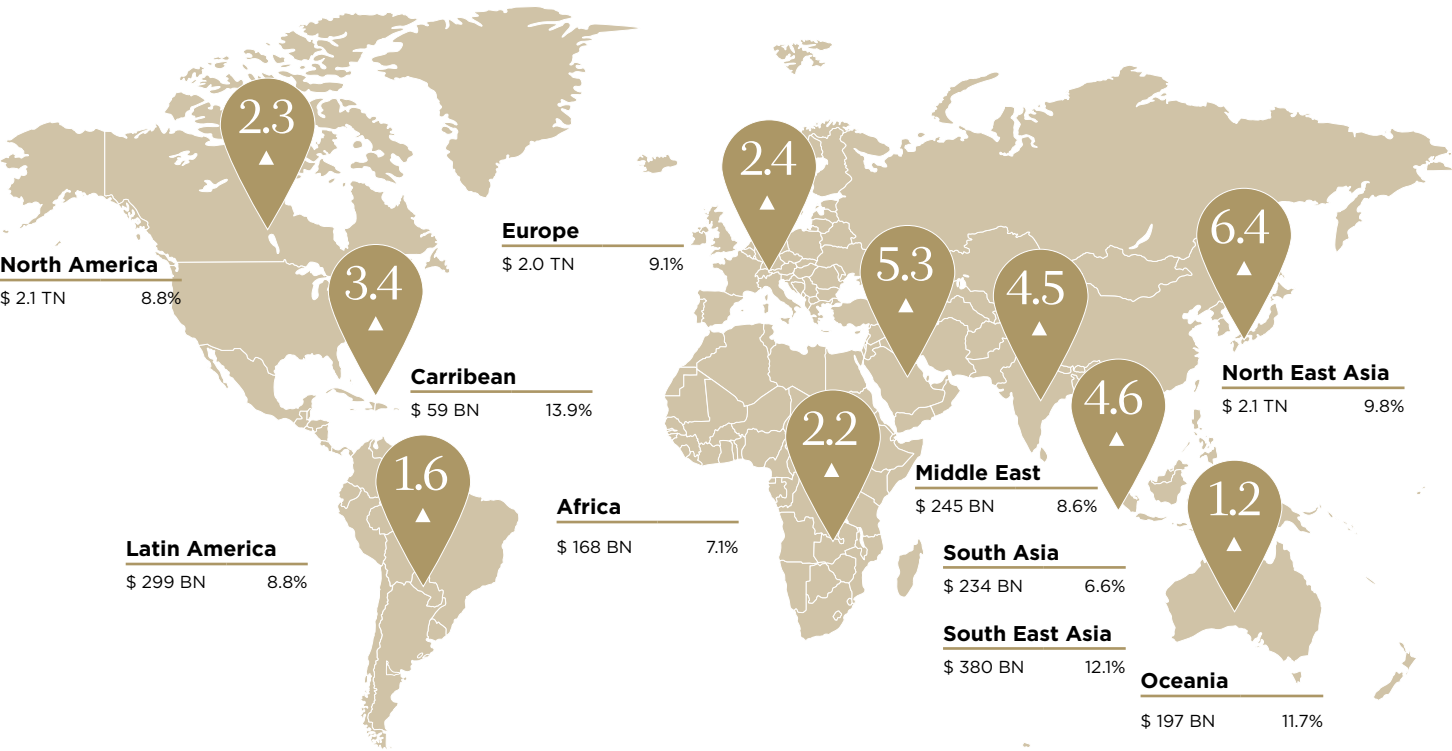 2.3
North America
$ 2.1 TN 8.8%
3.4
Carribean
$ 59 BN 13.9%
1.6
Latin America
$ 299 BN 8.8%
2.4
Europe
$ 2.0 TN 9.1%
2.2
Africa
$ 168 BN 7.1%
5.3
Middle East
$ 245 BN 8.6%
4.5
South Asia
$ 234 BN 6.6%
4.6
South East Asia
$ 380 BN 12.1%
6.4
North East Asia
$ 2.1 TN 9.8%
1.2
Oceania
$ 197 BN 11.7%